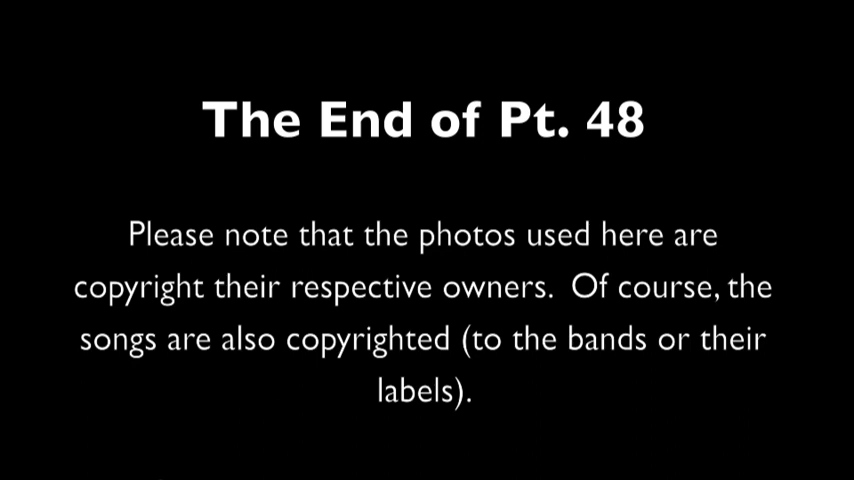 The End of Pt. 48
Please note that the photos used here are
copyright their respective owners.  Of course, the
songs are also copyrighted (to the bands or their
labels).